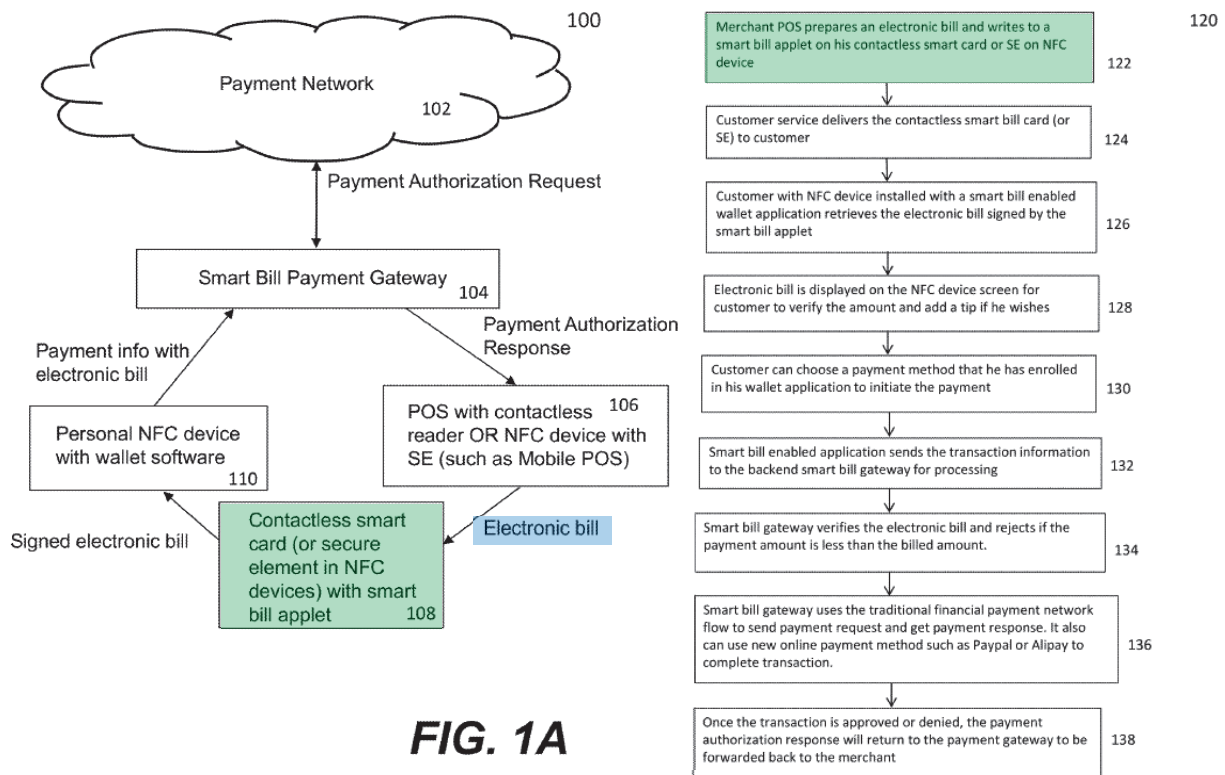 100
Payment Network
102
Payment Authorization Request
Smart Bill Payment Gateway
104
Payment Authorization
Response
Payment info with
electronic bill
POS with contactless
106
reader OR NFC device with
SE (such as Mobile POS)
Personal NFC device
with wallet software
110
Signed electronic bill
Contactless smart
card (or secure
element in NFC
devices) with smart
bill applet
108
Electronic bill
FIG. 1A
120
Merchant POS prepares an electronic bill and writes to a
smart bill applet on his contactless smart card or SE on NFC
device
122
Customer service delivers the contactless smart bill card (or
SE) to customer
124
Customer with NFC device installed with a smart bill enabled
wallet application retrieves the electronic bill signed by the
smart bill applet
126
Electronic bill is displayed on the NFC device screen for
customer to verify the amount and add a tip if he wishes
128
Customer can choose a payment method that he has enrolled
in his wallet application to initiate the payment
130
Smart bill enabled application sends the transaction information
to the backend smart bill gateway for processing
132
Smart bill gateway verifies the electronic bill and rejects if the
payment amount is less than the billed amount.
134
Smart bill gateway uses the traditional financial payment network
flow to send payment request and get payment response. It also
can use new online payment method such as Paypal or Alipay to
complete transaction.
136
Once the transaction is approved or denied, the payment
authorization response will return to the payment gateway to be
forwarded back to the merchant
138